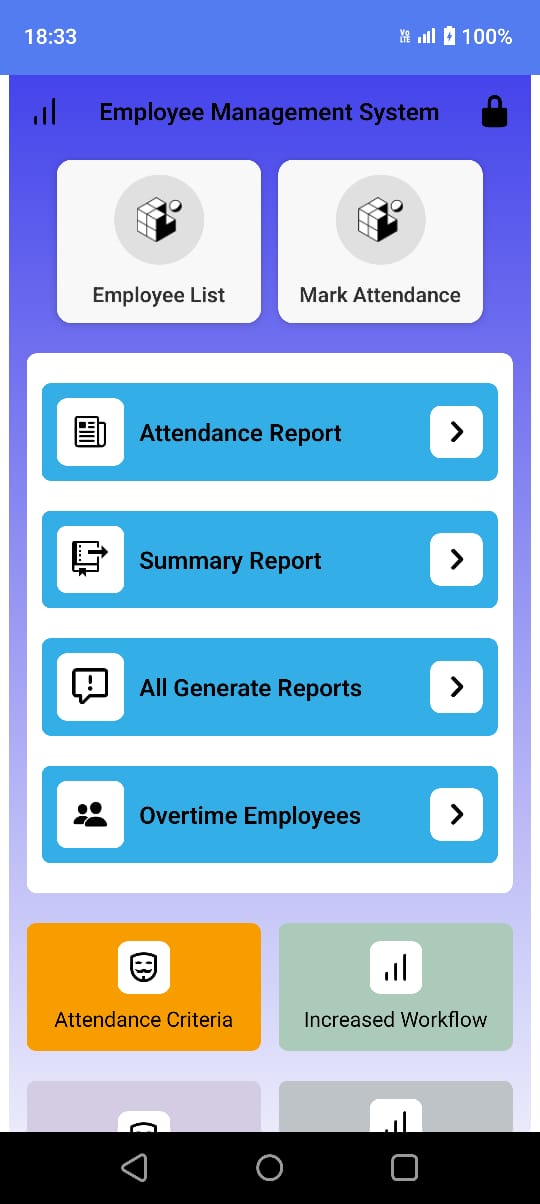 18:33
Vo LTE 100%
Employee Management System
Employee List
Mark Attendance
Attendance Report
Summary Report
All Generate Reports
Overtime Employees
Attendance Criteria
Increased Workflow